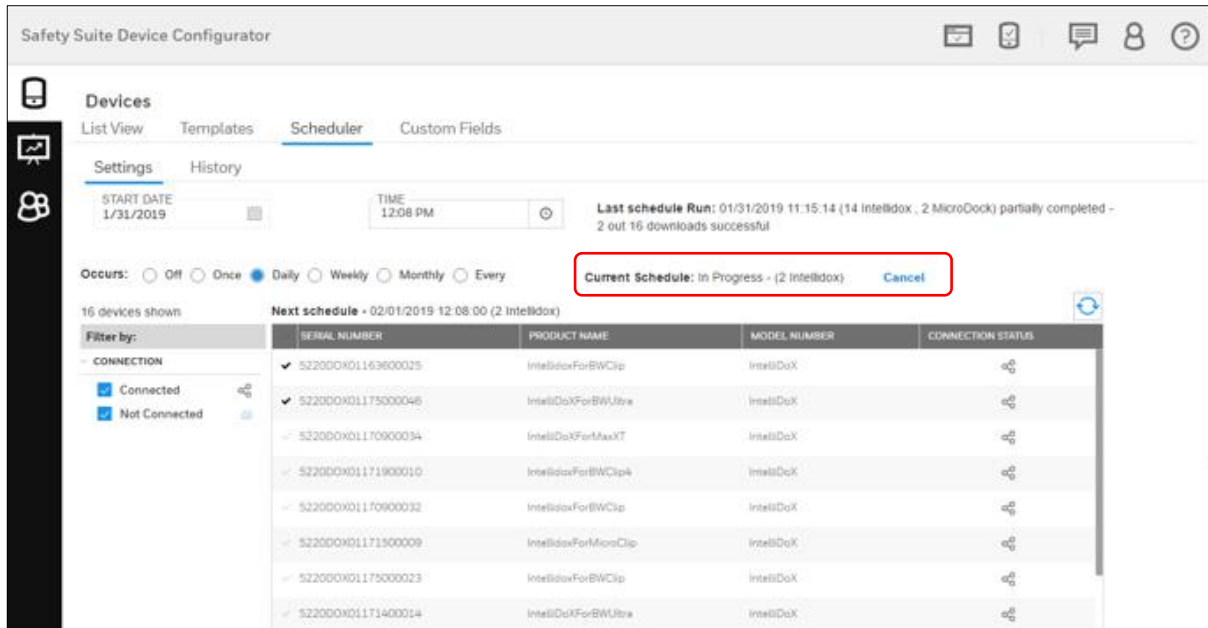 Safety Suite Device Configurator
Devices
List View Templates Scheduler Custom Fields
Settings History
START DATE
1/31/2019
TIME
12:08 PM
Last schedule Run: 01/31/2019 11:15:14 (14 Intellidox , 2 MicroDock) partially completed -
2 out 16 downloads successful
Occurs: Off Once Daily Weekly Monthly Every
Current Schedule: In Progress - (2 Intellidox) Cancel
16 devices shown
Next schedule - 02/01/2019 12:08:00 (2 Intellidox)
Filter by:
CONNECTION
Connected
Not Connected
SERIAL NUMBER PRODUCT NAME MODEL NUMBER CONNECTION STATUS
5220DOX01163600025 IntellidoxForBWClip IntelliDoX
5220DOX01175000046 IntelliDoXForBWUltra IntelliDoX
5220DOX01170900034 IntelliDoXForMaxXT IntelliDoX
5220DOX01171900010 IntellidoxForBWClip4 IntelliDoX
5220DOX01170900032 IntellidoxForBWClip IntelliDoX
5220DOX01171500009 IntellidoxForMicroClip IntelliDoX
5220DOX01175000023 IntellidoxForBWClip IntelliDoX
5220DOX01171400014 IntelliDoXForBWUltra IntelliDoX